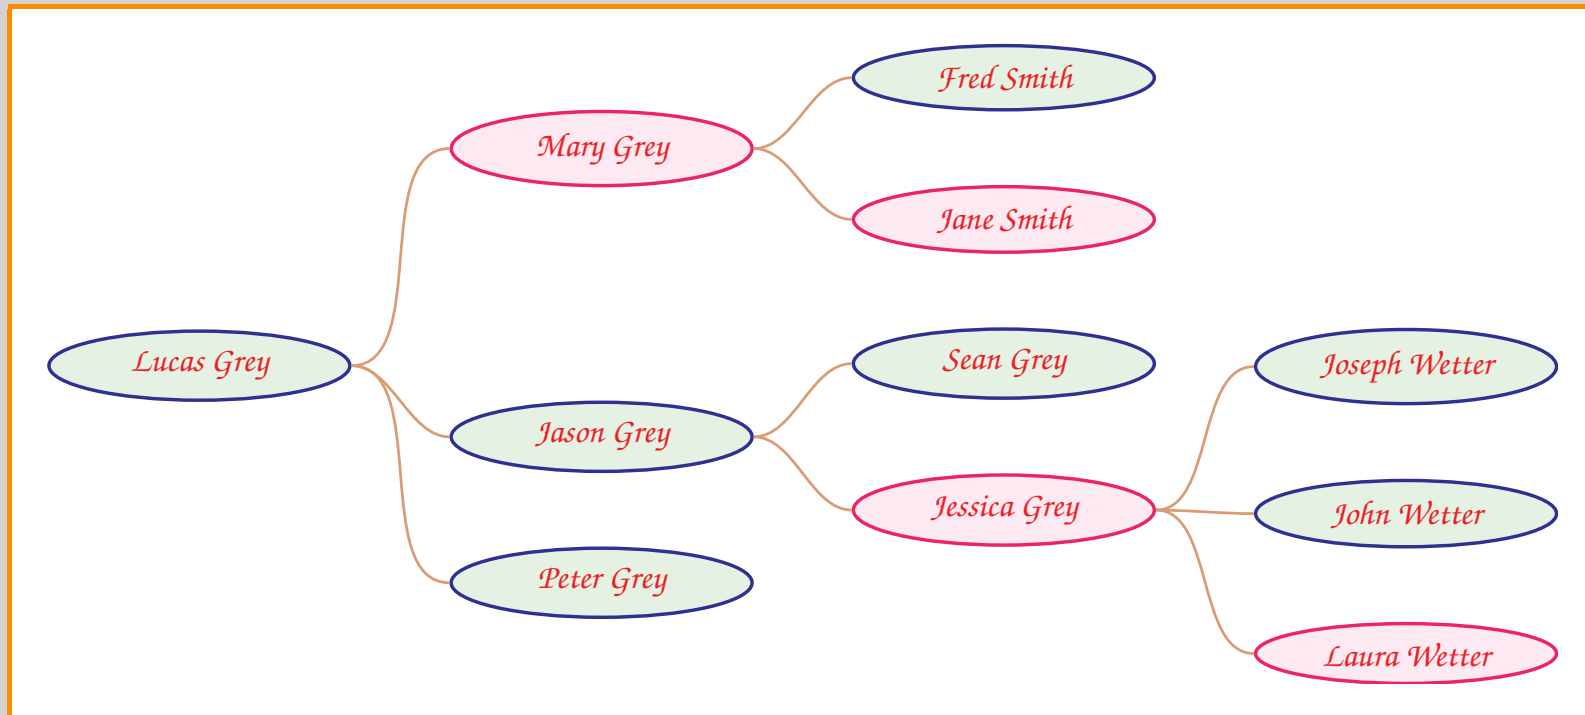 Fred Smith
Mary Grey
Jane Smith
Lucas Grey
Sean Grey
Joseph Wetter
Jason Grey
Jessica Grey
John Wetter
Peter Grey
Laura Wetter